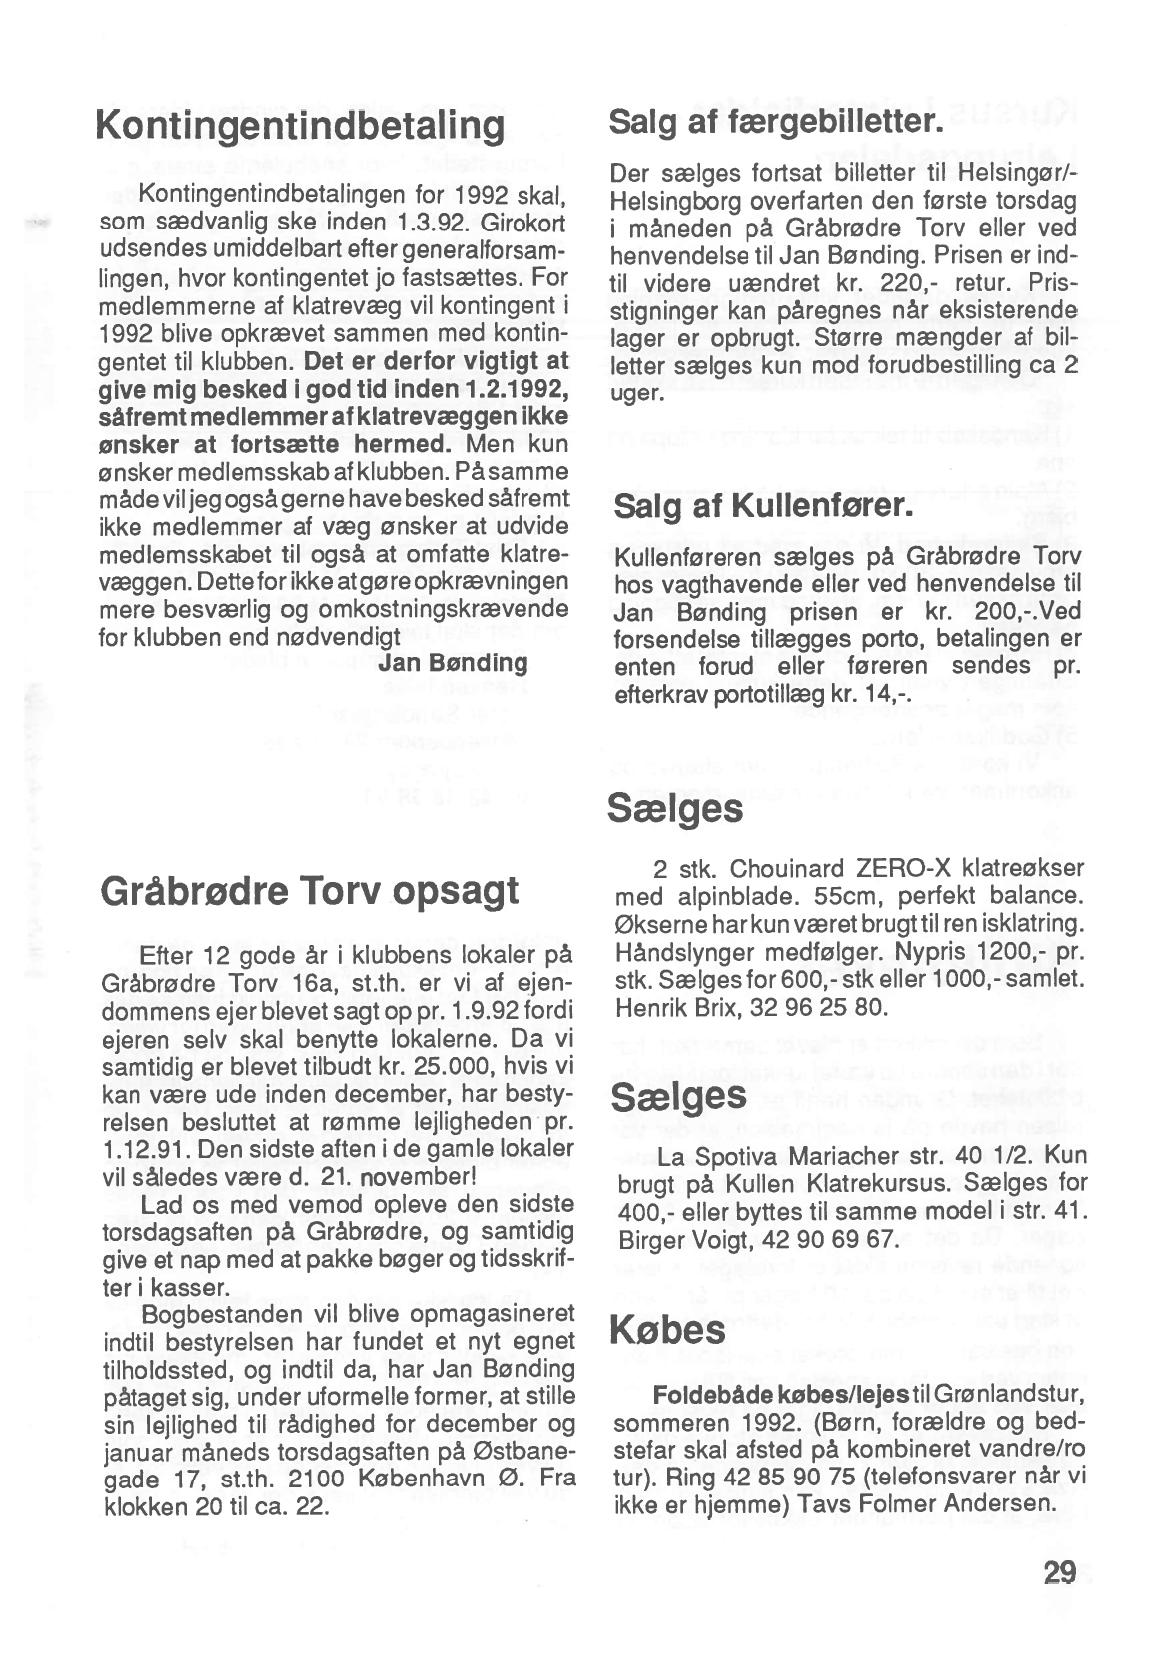 Kontingentindbetaling
Kontingentindbetalingen for 1992 skal,
som sædvanlig ske inden 1.3.92. Girokort
udsendes umiddelbart efter generalforsam-
lingen, hvor kontingentet jo fastsættes. For
medlemmerne af klatrevæg vil kontingent i
1992 blive opkrævet sammen med kontin-
gentet til klubben. Det er derfor vigtigt at
give mig besked i god tid inden 1.2.1992,
såfremt medlemmer af klatrevæggen ikke
ønsker at fortsætte hermed. Men kun
ønsker medlemsskab af klubben. På samme
måde vil jeg også gerne have besked såfremt
ikke medlemmer af væg ønsker at udvide
medlemsskabet til også at omfatte klatre-
væggen. Dette for ikke at gøre opkrævningen
mere besværlig og omkostningskrævende
for klubben end nødvendigt
Jan Bønding
Gråbrødre Torv opsagt
Efter 12 gode år i klubbens lokaler på
Gråbrødre Torv 16a, st.th. er vi af ejen-
dommens ejer blevet sagt op pr. 1.9.92 fordi
ejeren selv skal benytte lokalerne. Da vi
samtidig er blevet tilbudt kr. 25.000, hvis vi
kan være ude inden december, har besty-
relsen besluttet at rømme lejligheden pr.
1.12.91. Den sidste aften i de gamle lokaler
vil således være d. 21. november!
Lad os med vemod opleve den sidste
torsdagsaften på Gråbrødre, og samtidig
give et nap med at pakke bøger og tidsskrif-
ter i kasser.
Bogbestanden vil blive opmagasineret
indtil bestyrelsen har fundet et nyt egnet
tilholdssted, og indtil da, har Jan Bønding
påtaget sig, under uformelle former, at stille
sin lejlighed til rådighed for december og
januar måneds torsdagsaften på Østbane-
gade 17, st.th. 2100 København Ø. Fra
klokken 20 til ca. 22.
Salg af færgebilletter.
Der sælges fortsat billetter til Helsingør/-
Helsingborg overfarten den første torsdag
i måneden på Gråbrødre Torv eller ved
henvendelse til Jan Bønding. Prisen er ind-
til videre uændret kr. 220,- retur. Pris-
stigninger kan påregnes når eksisterende
lager er opbrugt. Større mængder af bil-
letter sælges kun mod forudbestilling ca 2
uger.
Salg af Kullenfører.
Kullenføreren sælges på Gråbrødre Torv
hos vagthavende eller ved henvendelse til
Jan Bønding prisen er kr. 200,-.Ved
forsendelse tillægges porto, betalingen er
enten forud eller føreren sendes pr.
efterkrav portotillæg kr. 14,-.
Sælges
2 stk. Chouinard ZERO-X klatreøkser
med alpinblade. 55cm, perfekt balance.
Økserne har kun været brugt til ren isklatring.
Håndslynger medfølger. Nypris 1200,- pr.
stk. Sælges for 600,- stk eller 1000,- samlet.
Henrik Brix, 32 96 25 80.
Sælges
La Spotiva Mariacher str. 40 1/2. Kun
brugt på Kullen Klatrekursus. Sælges for
400,- eller byttes til samme model i str. 41.
Birger Voigt, 42 90 69 67.
Købes
Foldebåde købes/lejes til Grønlandstur,
sommeren 1992. (Børn, forældre og bed-
stefar skal afsted på kombineret vandre/ro
tur). Ring 42 85 90 75 (telefonsvarer når vi
ikke er hjemme) Tavs Folmer Andersen.
29